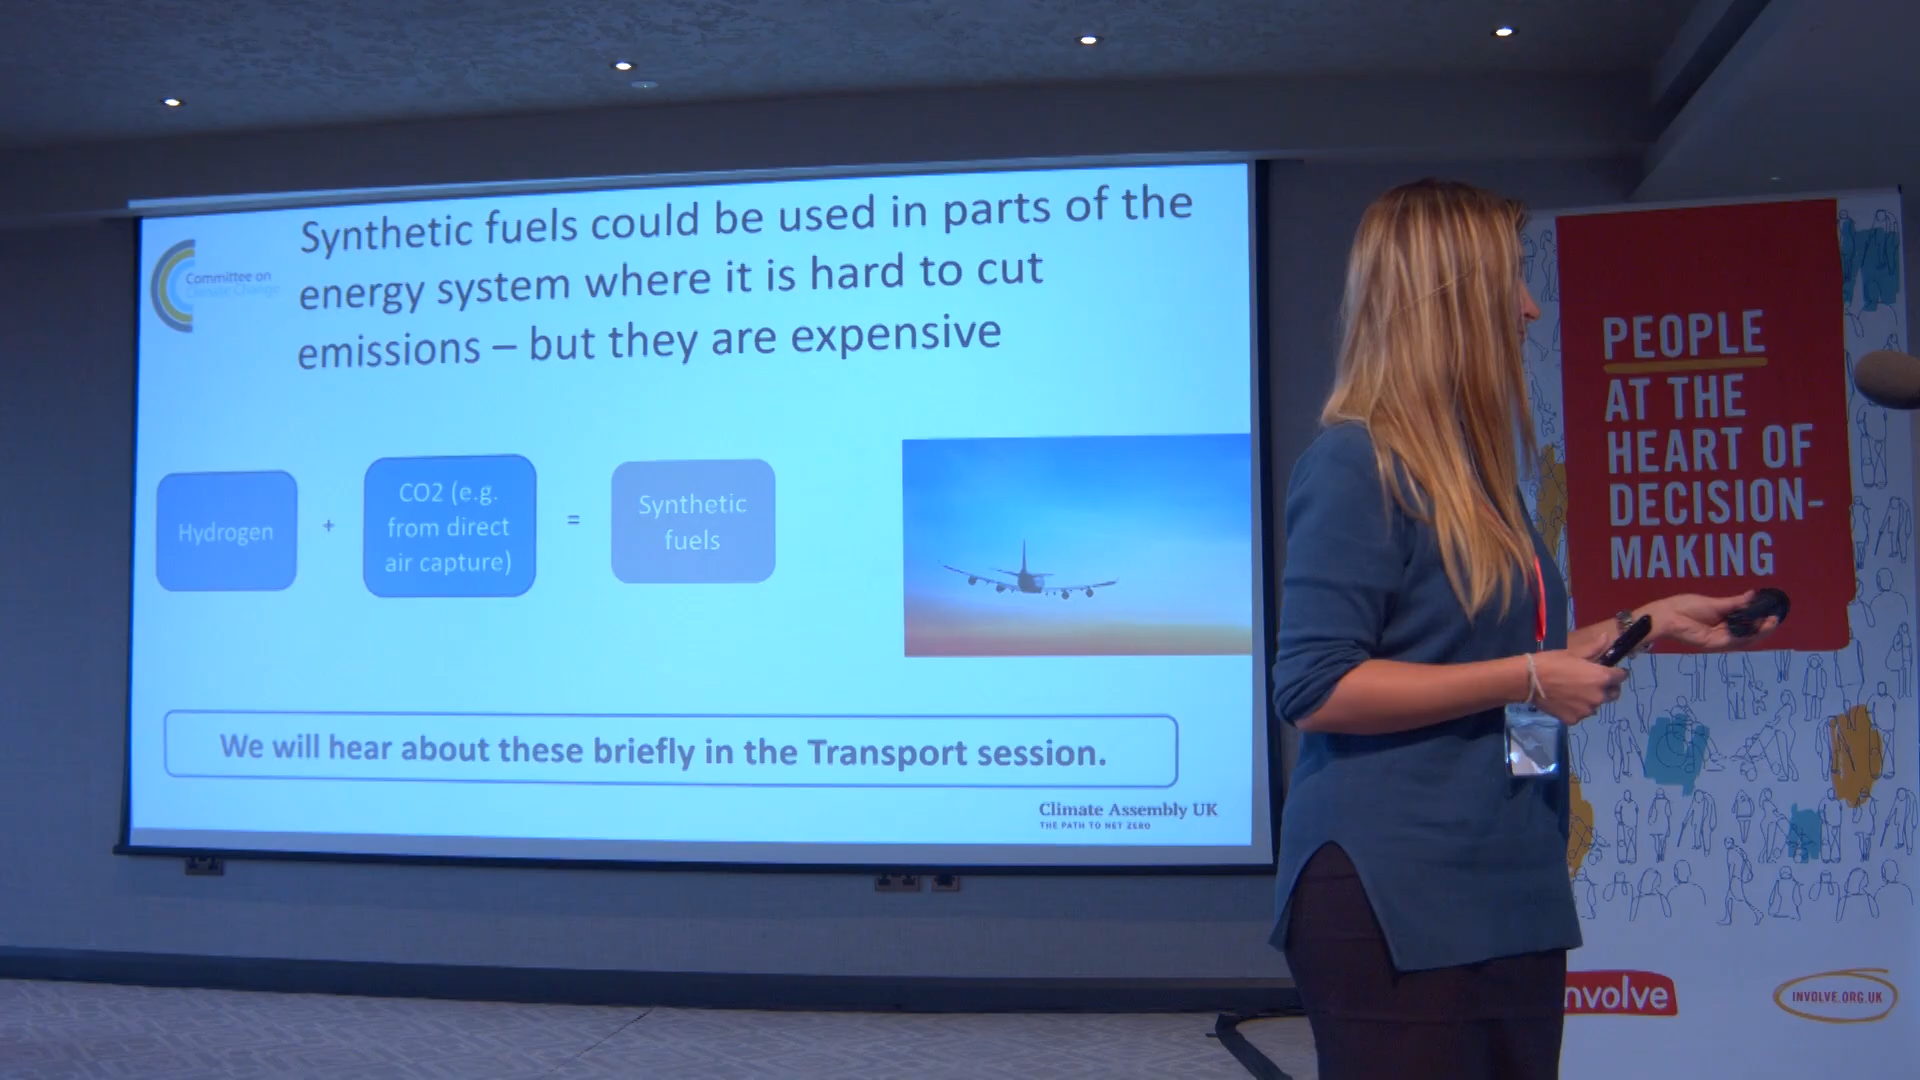 Synthetic fuels could be used in parts of the
energy system where it is hard to cut
emissions – but they are expensive
Committee on
Climate Change
Hydrogen
+
CO2 (e.g.
from direct
air capture)
=
Synthetic
fuels
We will hear about these briefly in the Transport session.
Climate Assembly UK
THE PATH TO NET ZERO
PEOPLE
AT THE
HEART OF
DECISION-
MAKING
nvolve
INVOLVE.ORG.UK